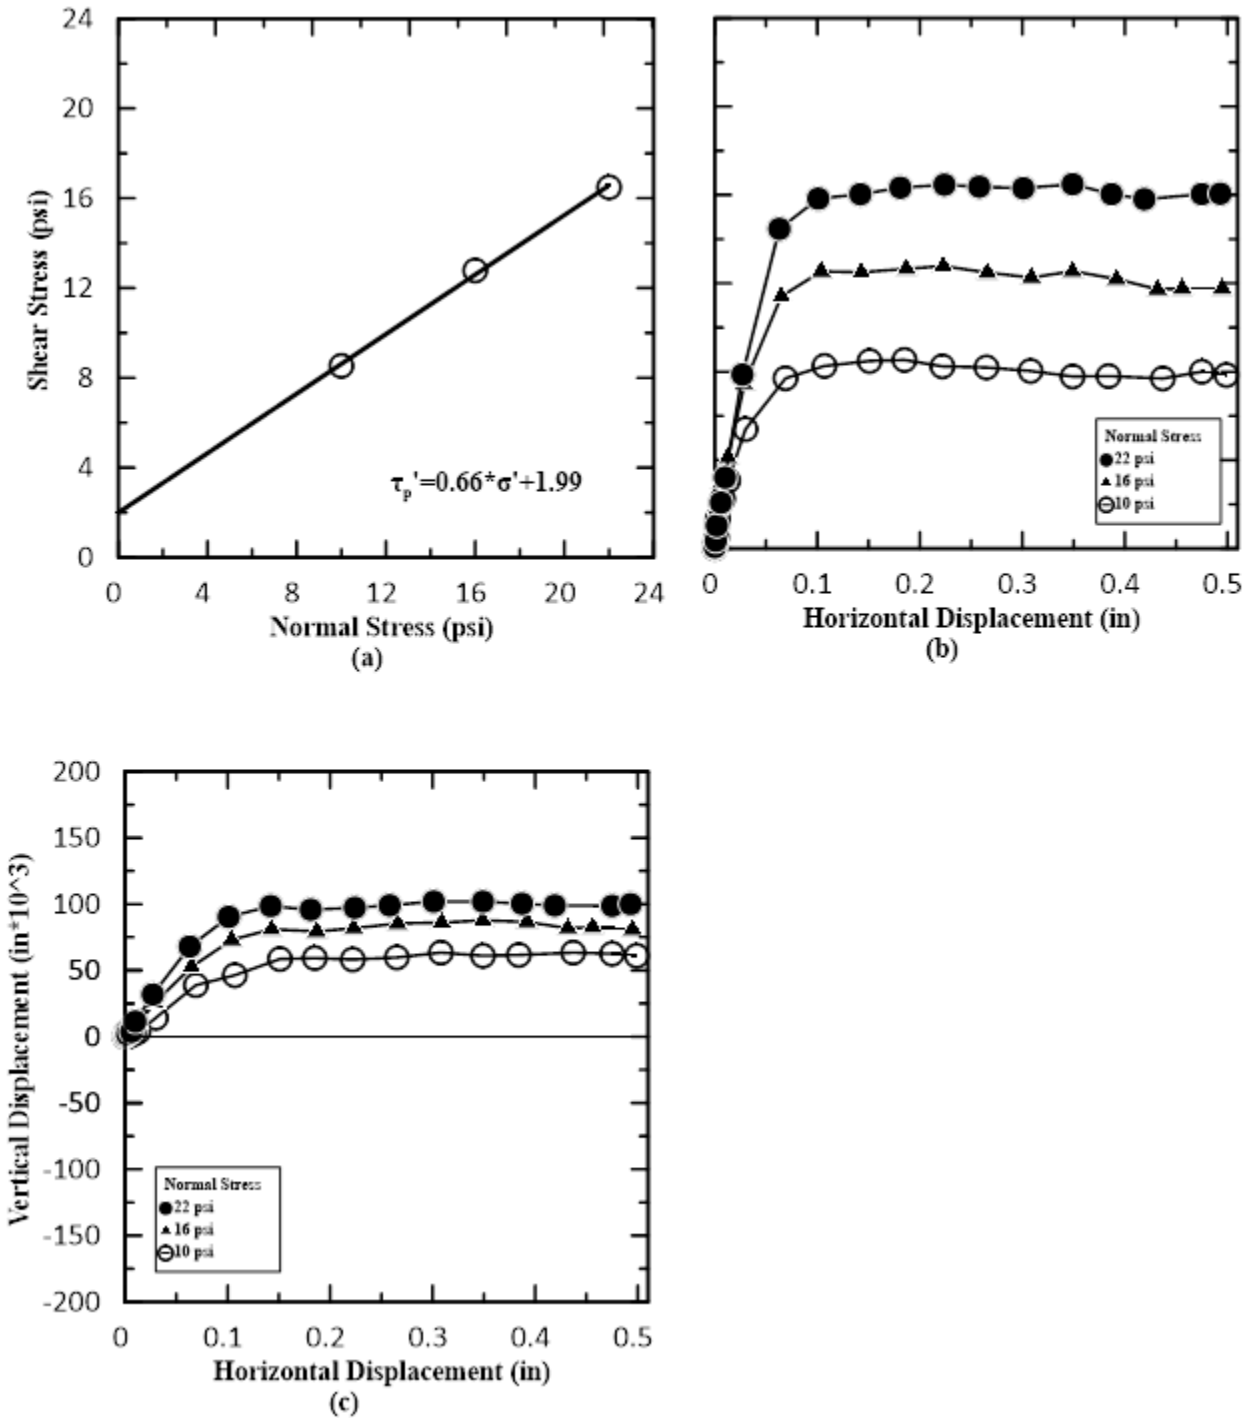 24
20
16
12
8
4
0
Shear Stress (psi)
τp'=0.66*σ'+1.99
0 4 8 12 16 20 24
Normal Stress (psi)
(a)
Normal Stress
22 psi
16 psi
10 psi
0 0.1 0.2 0.3 0.4 0.5
Horizontal Displacement (in)
(b)
200
150
100
50
0
-50
-100
-150
-200
Vertical Displacement (in*10^3)
Normal Stress
22 psi
16 psi
10 psi
0 0.1 0.2 0.3 0.4 0.5
Horizontal Displacement (in)
(c)